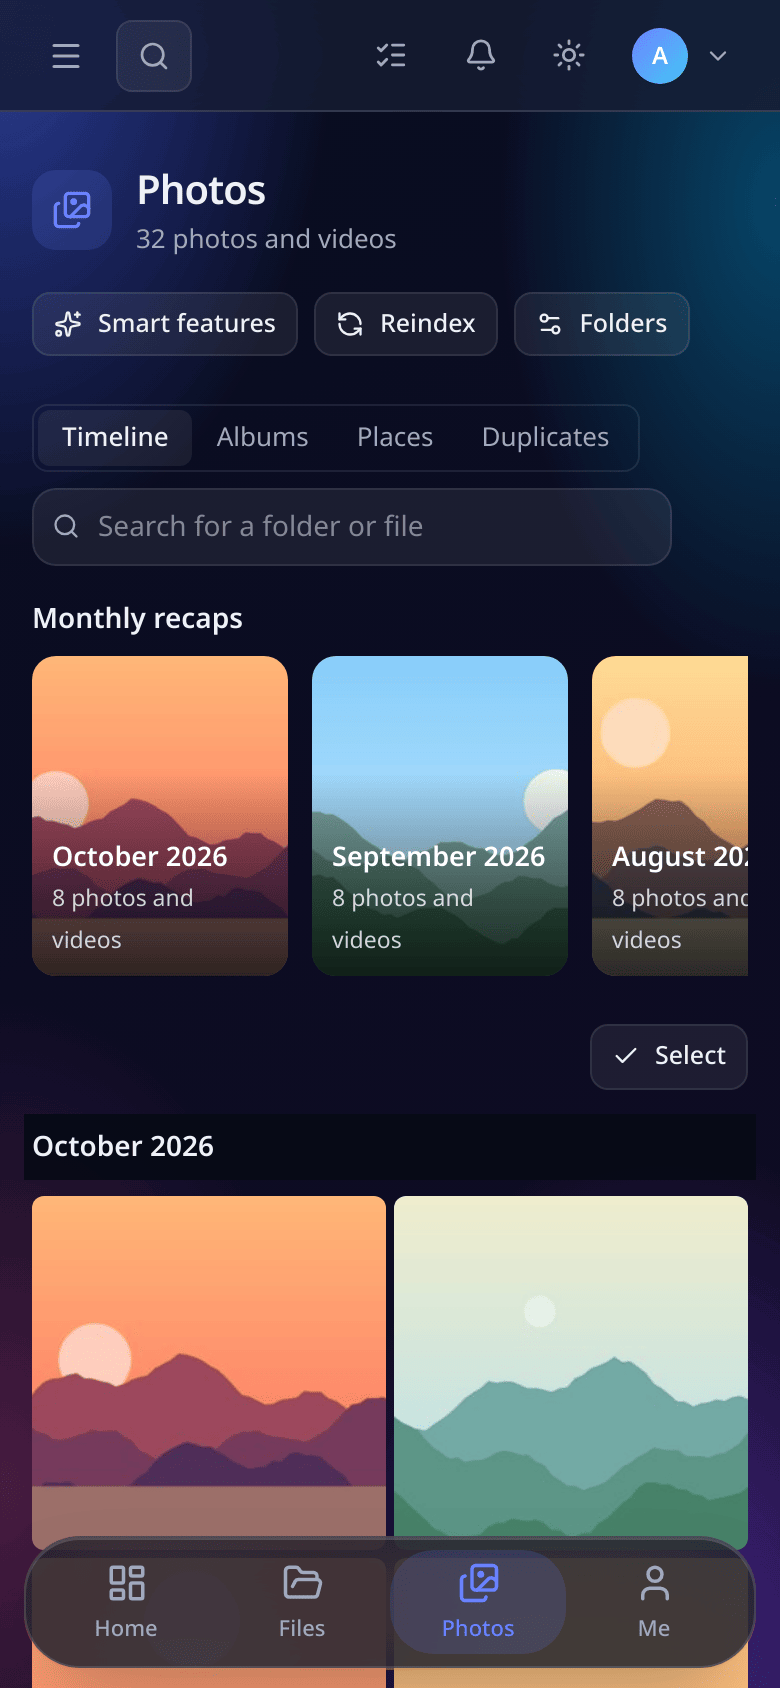 A
Photos
32 photos and videos
Smart features
Reindex
Folders
Timeline
Albums
Places
Duplicates
Search for a folder or file
Monthly recaps
October 2026
8 photos and
videos
September 2026
8 photos and
videos
August 202
8 photos and
videos
Select
October 2026
Home
Files
Photos
Me